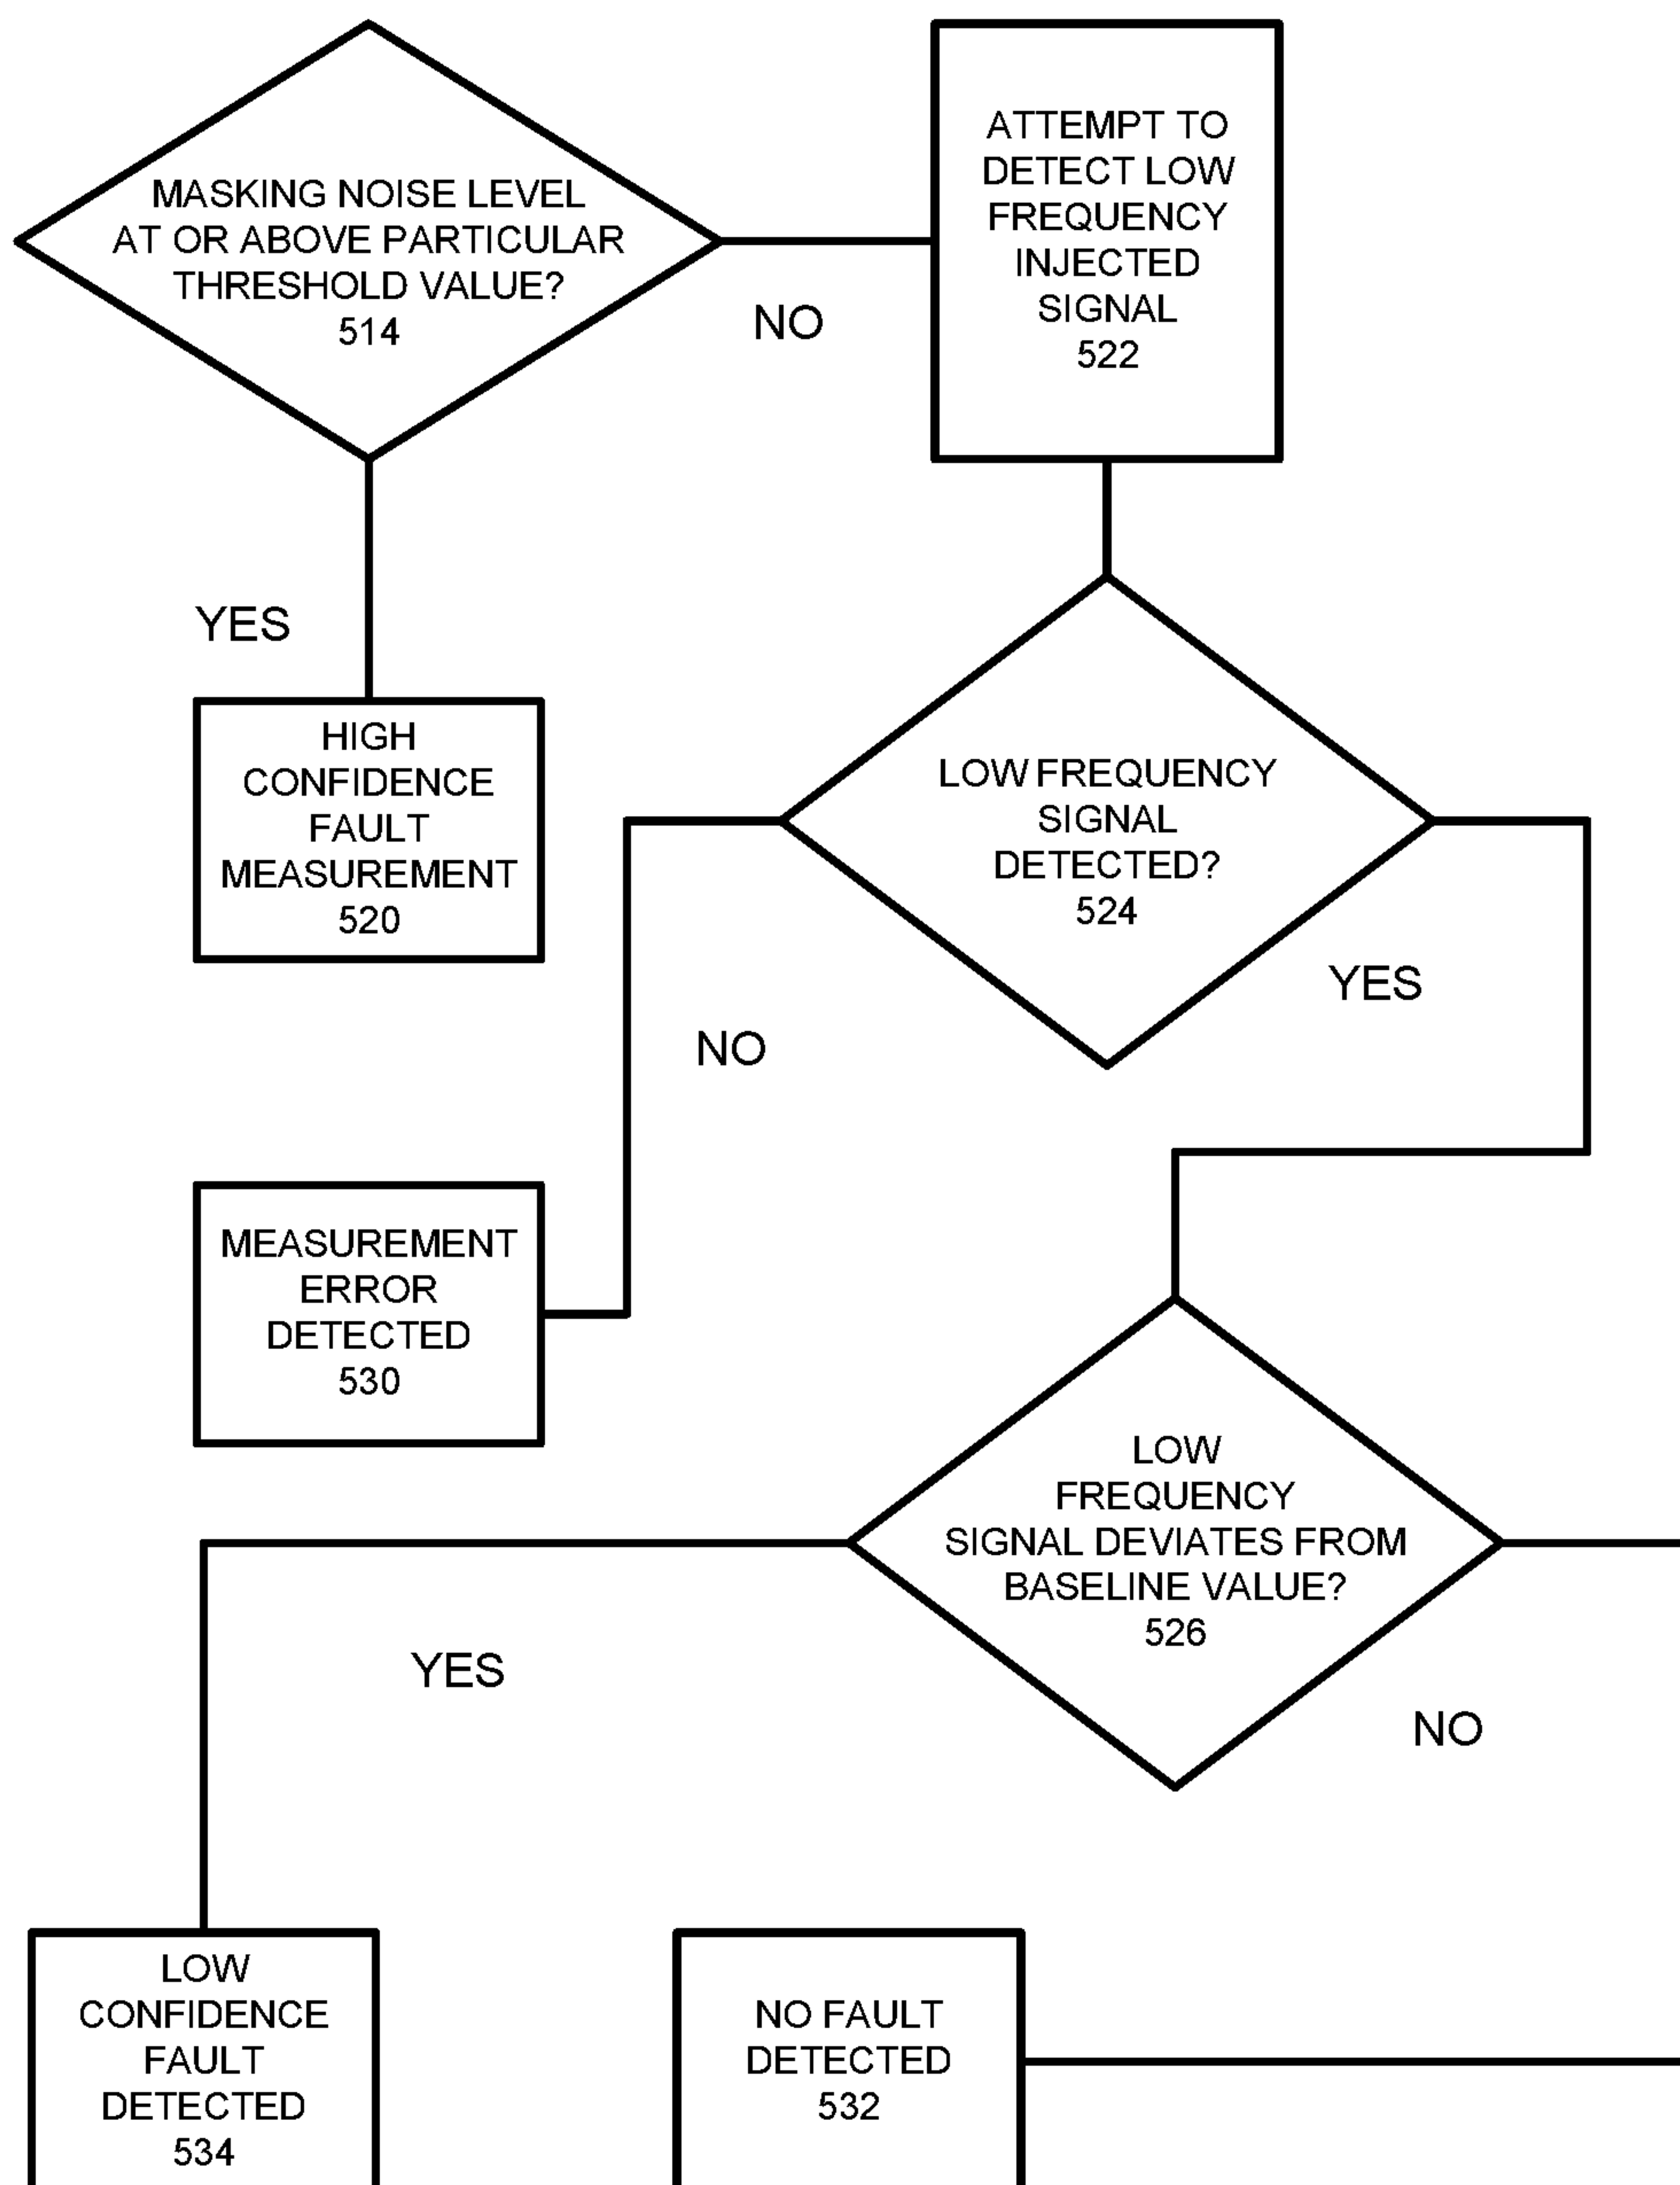 MASKING NOISE LEVEL
AT OR ABOVE PARTICULAR
THRESHOLD VALUE?
514
NO
ATTEMPT TO
DETECT LOW
FREQUENCY
INJECTED
SIGNAL
522
YES
HIGH
CONFIDENCE
FAULT
MEASUREMENT
520
LOW FREQUENCY
SIGNAL
DETECTED?
524
YES
NO
MEASUREMENT
ERROR
DETECTED
530
LOW
FREQUENCY
SIGNAL DEVIATES FROM
BASELINE VALUE?
526
YES
NO
LOW
CONFIDENCE
FAULT
DETECTED
534
NO FAULT
DETECTED
532